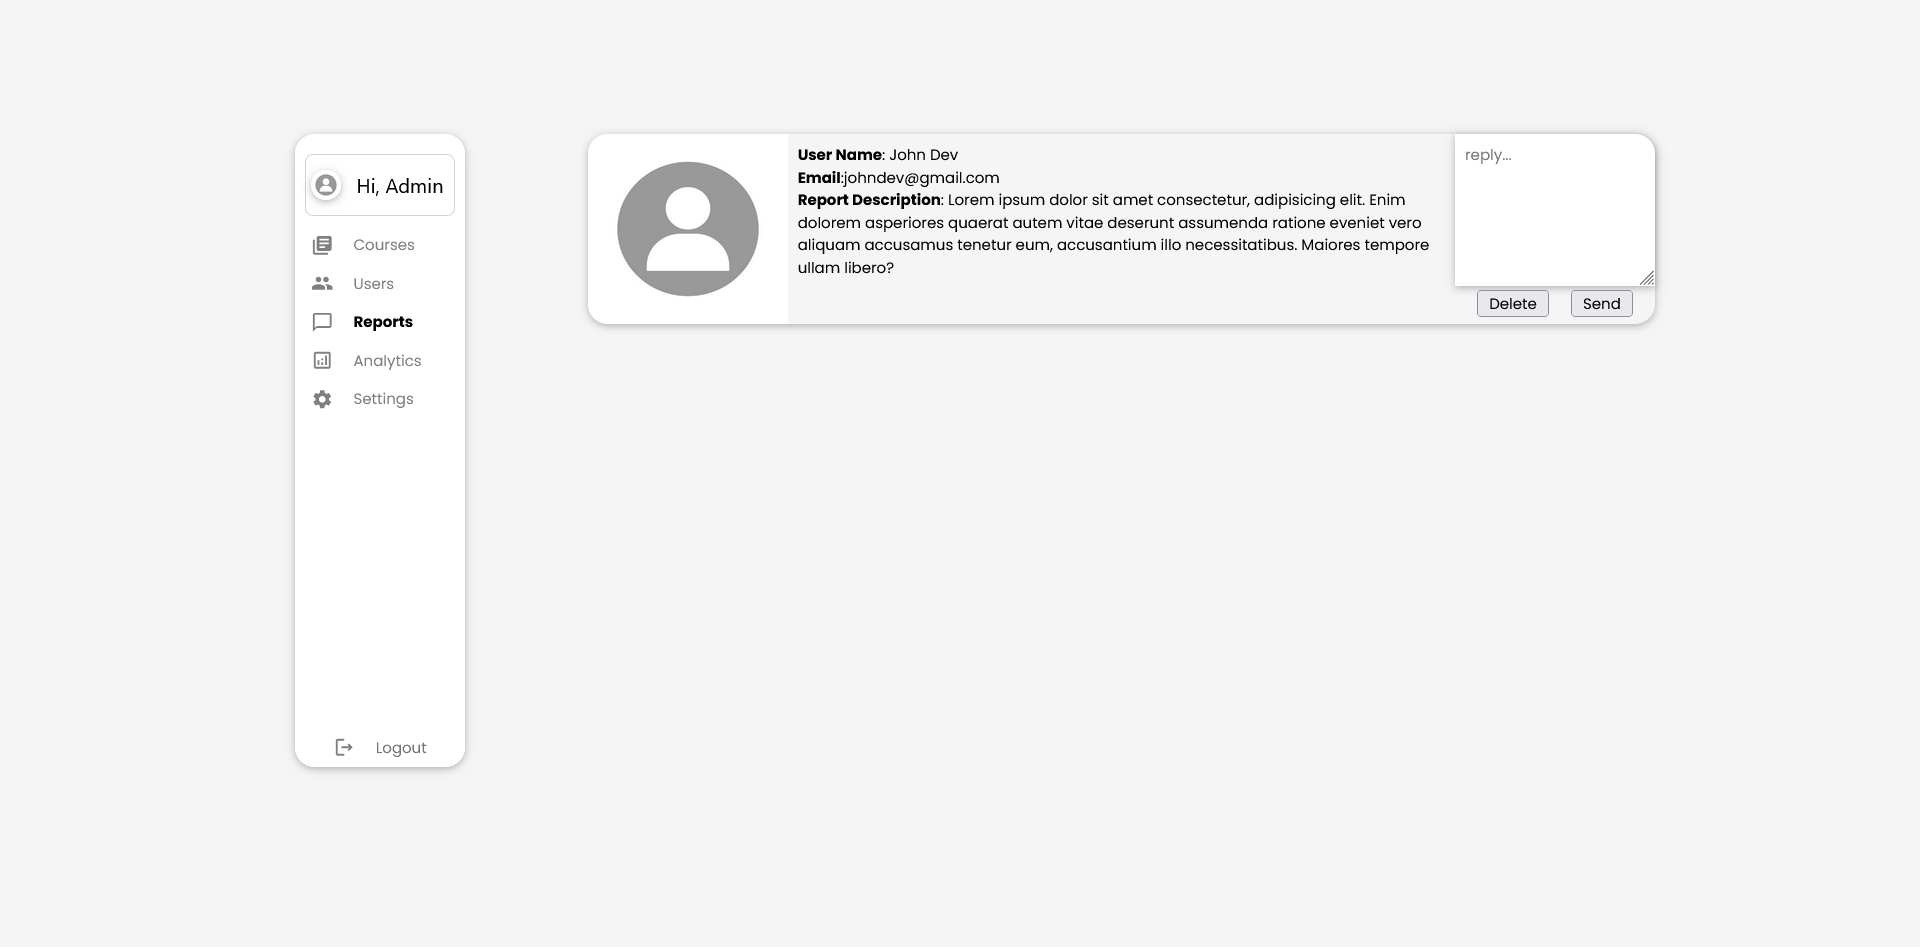 Hi, Admin
Courses
Users
Reports
Analytics
Settings
Logout
User Name: John Dev
Email:johndev@gmail.com
Report Description: Lorem ipsum dolor sit amet consectetur, adipisicing elit. Enim
dolorem asperiores quaerat autem vitae deserunt assumenda ratione eveniet vero
aliquam accusamus tenetur eum, accusantium illo necessitatibus. Maiores tempore
ullam libero?
reply...
Delete Send